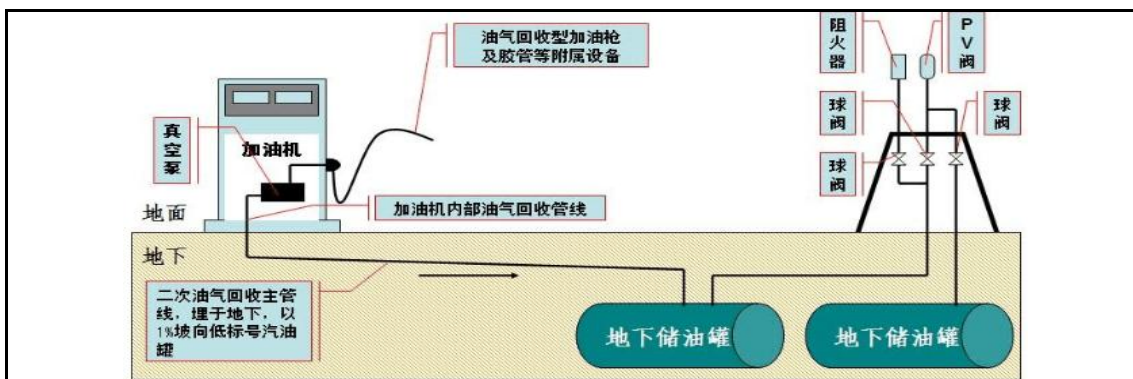 油气回收型加油枪
及胶管等附属设备
阻
火
器
P
V
阀
真
空
泵
加油机
球
阀
球
阀
球
阀
加油机内部油气回收管线
地面
地下
二次油气回收主管
线，埋于地下，以
1%坡向低标号汽油
罐
地下储油罐
地下储油罐